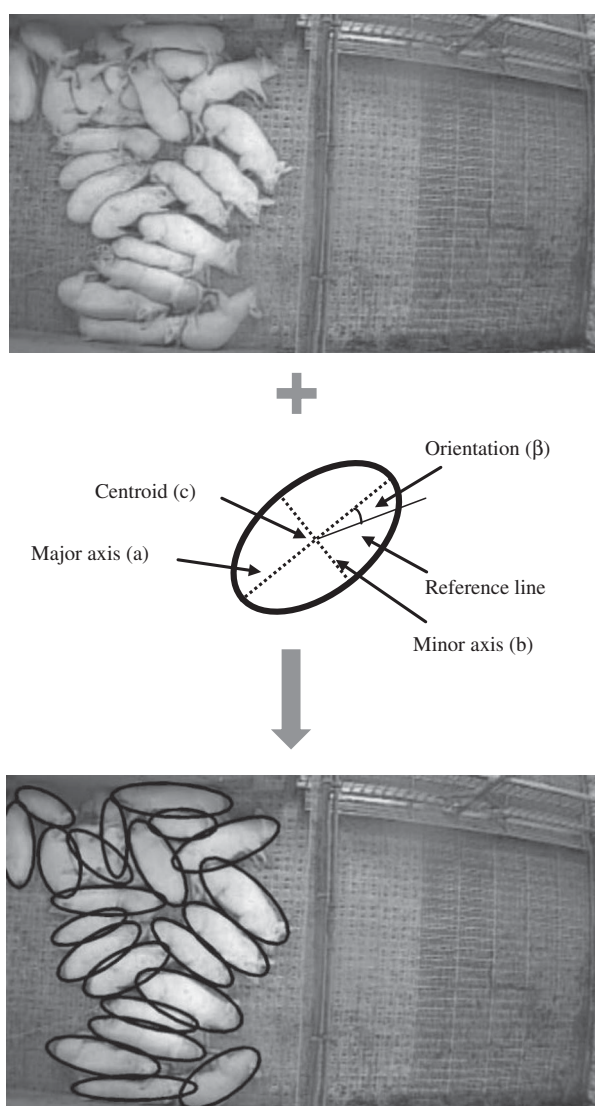 Orientation (β)
Centroid (c)
Major axis (a)
Reference line
Minor axis (b)